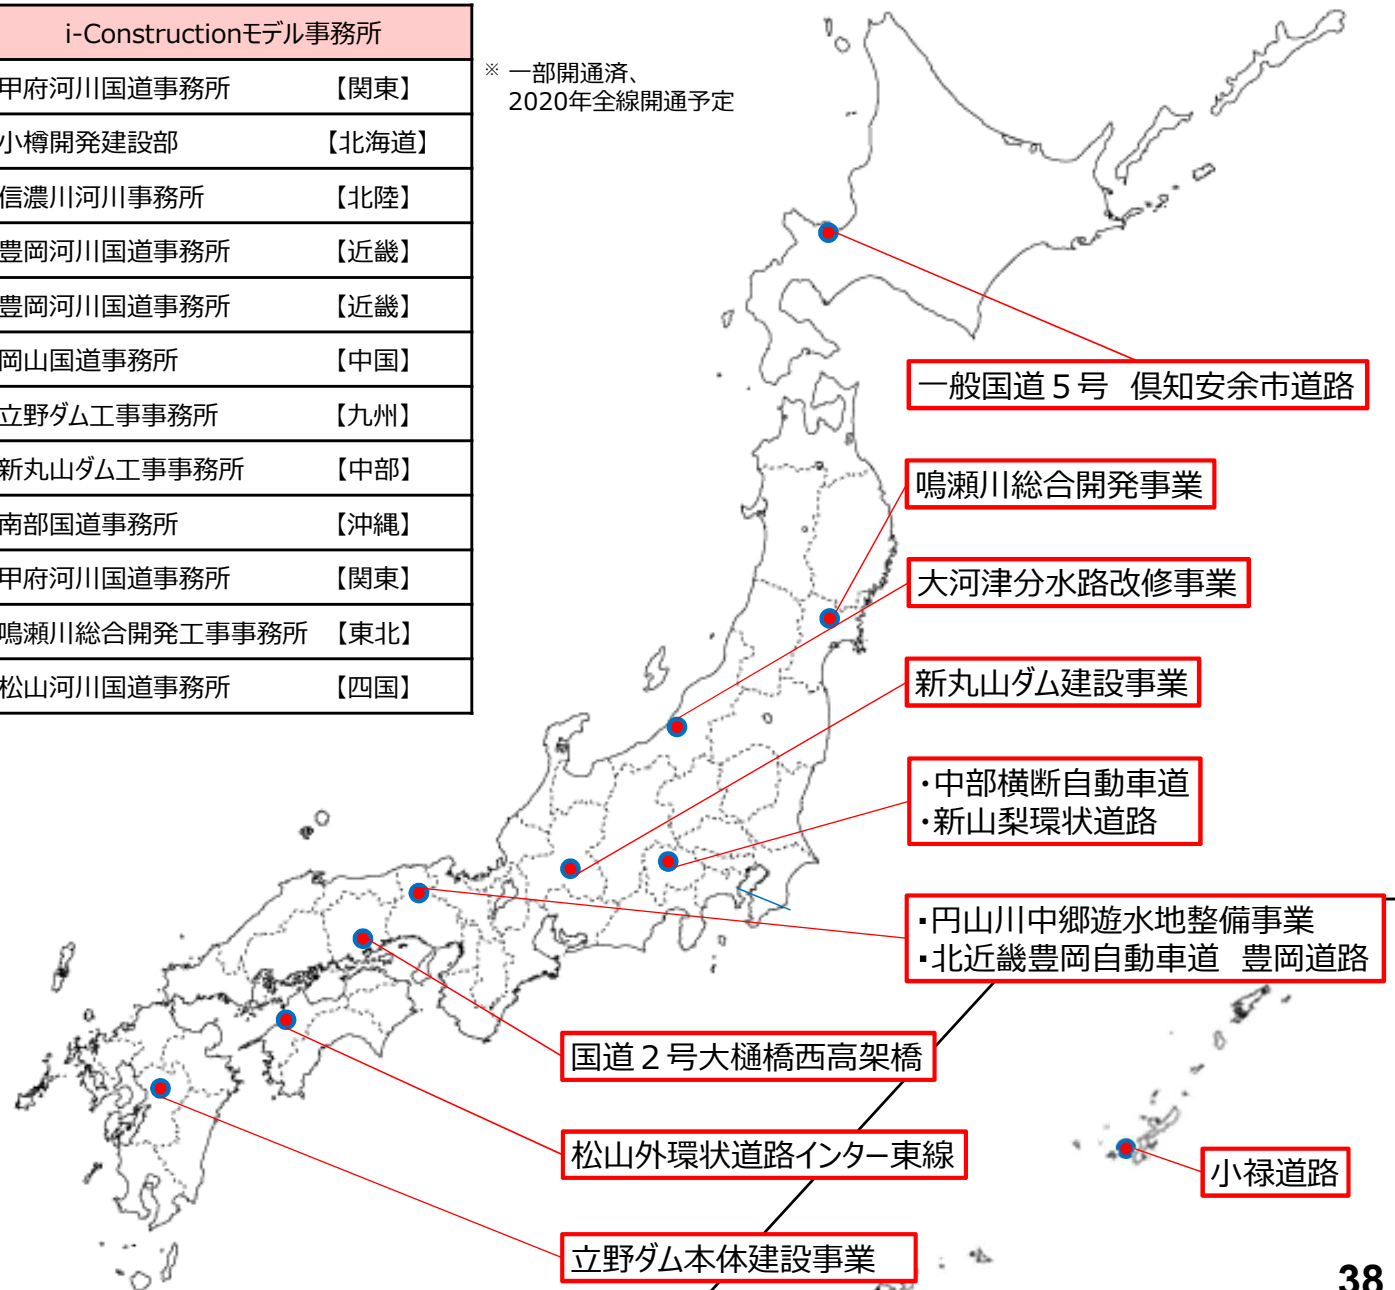 i-Constructionモデル事務所
甲府河川国道事務所 【関東】
小樽開発建設部 【北海道】
信濃川河川事務所 【北陸】
豊岡河川国道事務所 【近畿】
豊岡河川国道事務所 【近畿】
岡山国道事務所 【中国】
立野ダム工事事務所 【九州】
新丸山ダム工事事務所 【中部】
南部国道事務所 【沖縄】
甲府河川国道事務所 【関東】
鳴瀬川総合開発工事事務所 【東北】
松山河川国道事務所 【四国】
※ 一部開通済、
2020年全線開通予定
一般国道5号 倶知安余市道路
鳴瀬川総合開発事業
大河津分水路改修事業
新丸山ダム建設事業
・中部横断自動車道
・新山梨環状道路
・円山川中郷遊水地整備事業
・北近畿豊岡自動車道 豊岡道路
国道2号大樋橋西高架橋
松山外環状道路インター東線
小禄道路
立野ダム本体建設事業
38